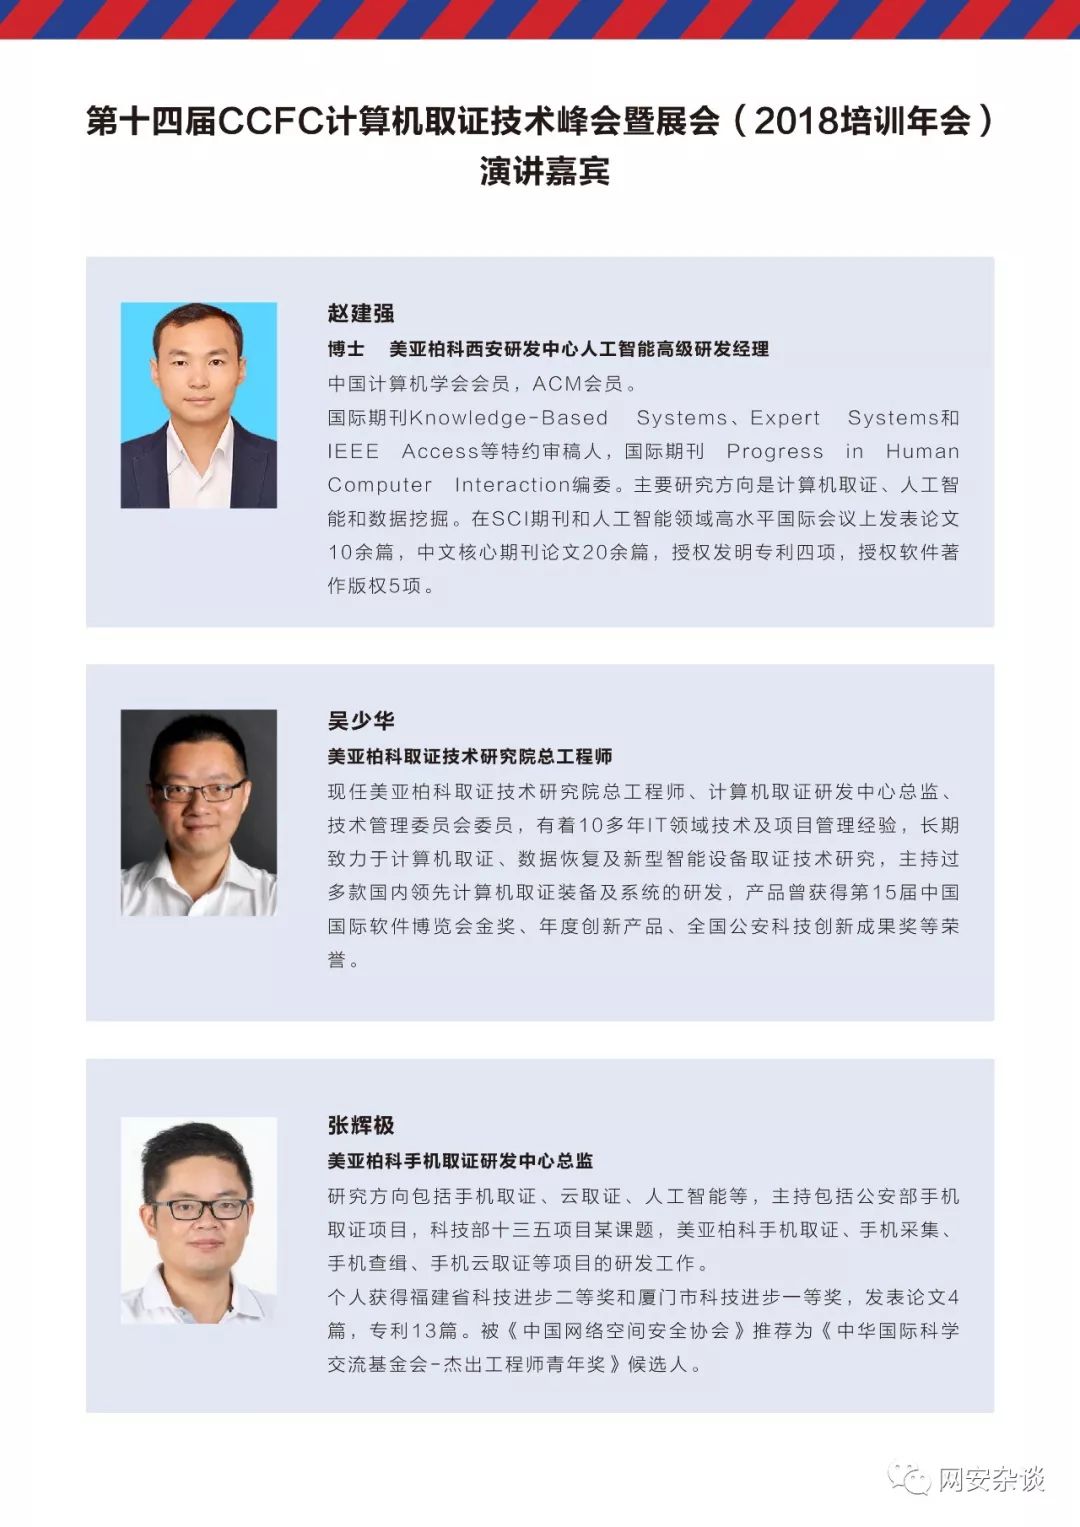 第十四届CCFC计算机取证技术峰会暨展会（2018培训年会）
演讲嘉宾
赵建强
博士 美亚柏科西安研发中心人工智能高级研发经理
中国计算机学会会员，ACM会员。
国际期刊Knowledge-Based Systems、Expert Systems和
IEEE Access等特约审稿人，国际期刊 Progress in Human
Computer Interaction编委。主要研究方向是计算机取证、人工智
能和数据挖掘。在SCI期刊和人工智能领域高水平国际会议上发表论文
10余篇，中文核心期刊论文20余篇，授权发明专利四项，授权软件著
作版权5项。
吴少华
美亚柏科取证技术研究院总工程师
现任美亚柏科取证技术研究院总工程师、计算机取证研发中心总监、
技术管理委员会委员，有着10多年IT领域技术及项目管理经验，长期
致力于计算机取证、数据恢复及新型智能设备取证技术研究，主持过
多款国内领先计算机取证装备及系统的研发，产品曾获得第15届中国
国际软件博览会金奖、年度创新产品、全国公安科技创新成果奖等荣
誉。
张辉极
美亚柏科手机取证研发中心总监
研究方向包括手机取证、云取证、人工智能等，主持包括公安部手机
取证项目，科技部十三五项目某课题，美亚柏科手机取证、手机采集、
手机查缉、手机云取证等项目的研发工作。
个人获得福建省科技进步二等奖和厦门市科技进步一等奖，发表论文4
篇，专利13篇。被《中国网络空间安全协会》推荐为《中华国际科学
交流基金会-杰出工程师青年奖》候选人。
网安杂谈